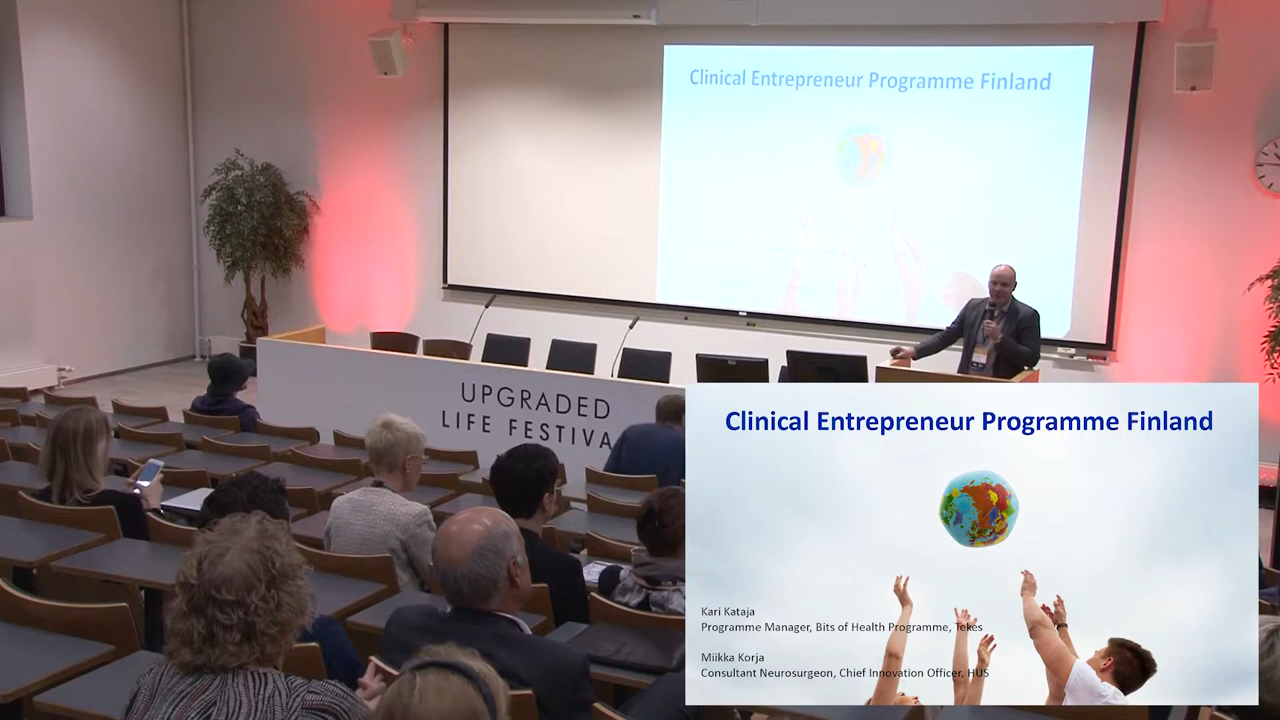 Clinical Entrepreneur Programme Finland
UPGRADED
LIFE FESTIVA
Clinical Entrepreneur Programme Finland
Kari Kataja
Programme Manager, Bits of Health Programme, Tekes
Miikka Korja
Consultant Neurosurgeon, Chief Innovation Officer, HUS